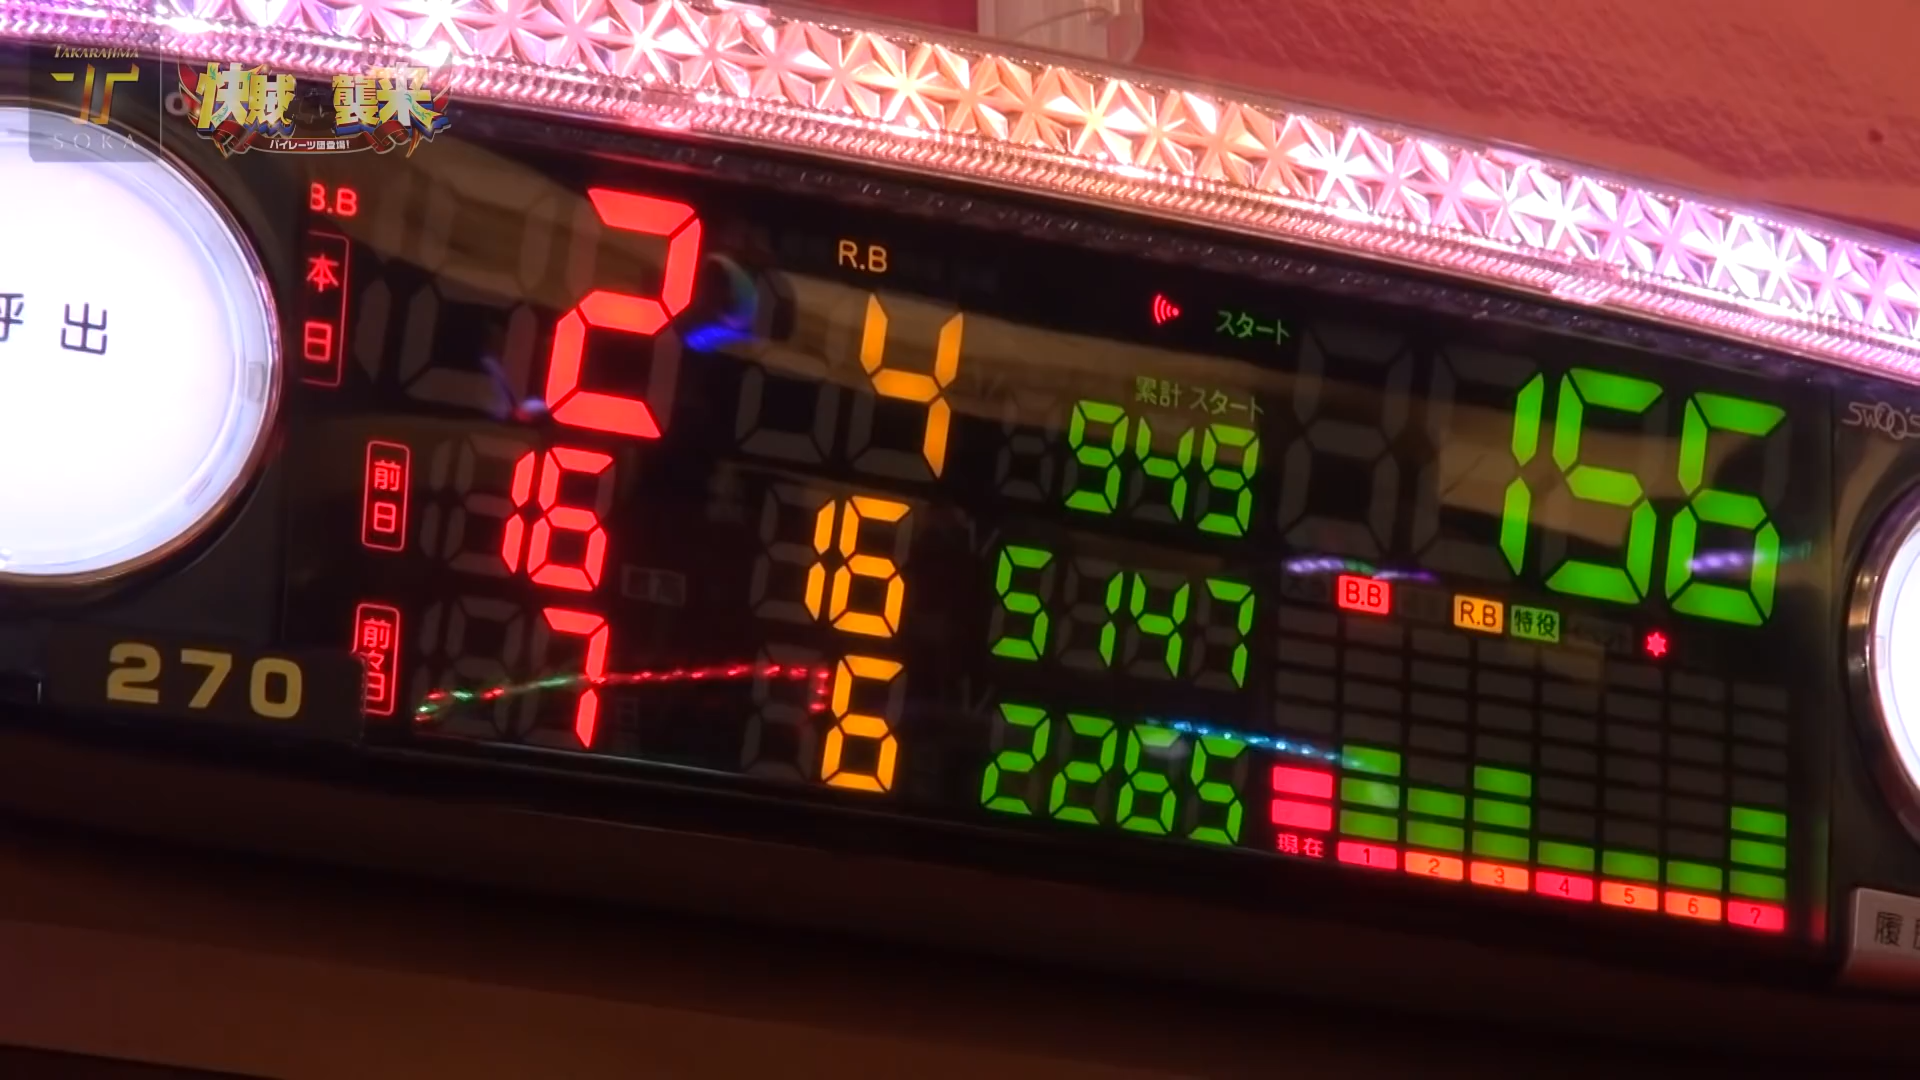 TAKARAJIMA
SOKA
快賊 襲来
パイレーツ団登場!
呼出
B.B
本日
2
R.B
4
スタート
156
累計 スタート
949
前日
16
16
5147
前々日
7
6
2265
270
B.B
R.B
特役
現在
1
2
3
4
5
6
7